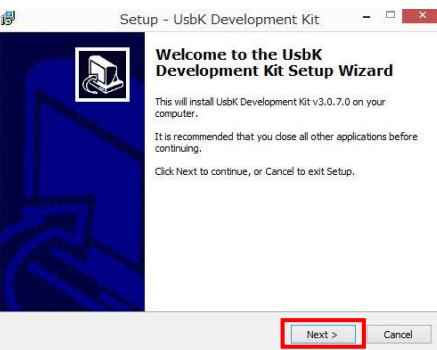 Setup - UsbK Development Kit
Welcome to the UsbK
Development Kit Setup Wizard
This will install UsbK Development Kit v3.0.7.0 on your
computer.
It is recommended that you close all other applications before
continuing.
Click Next to continue, or Cancel to exit Setup.
Next >
Cancel